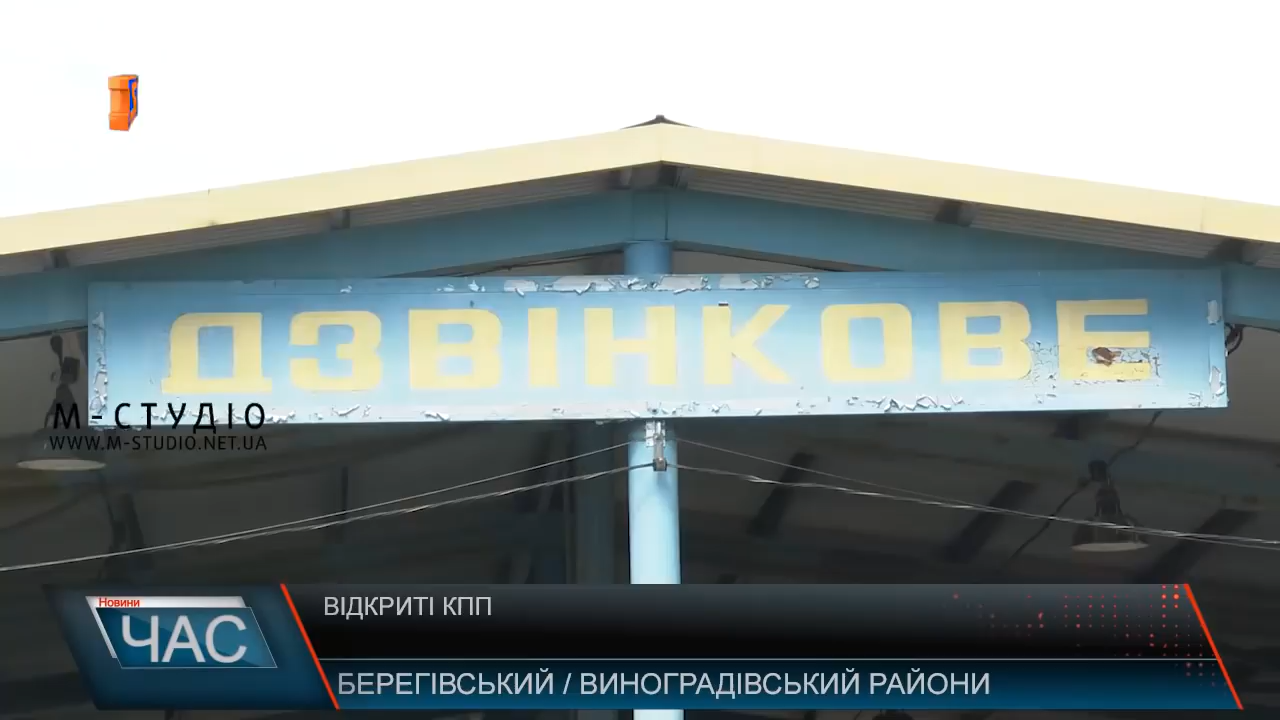 ДЗВІНКОВЕ
М-СТУДІО
WWW.M-STUDIO.NET.UA
Новини
ЧАС
ВІДКРИТІ КПП
БЕРЕГІВСЬКИЙ / ВИНОГРАДІВСЬКИЙ РАЙОНИ